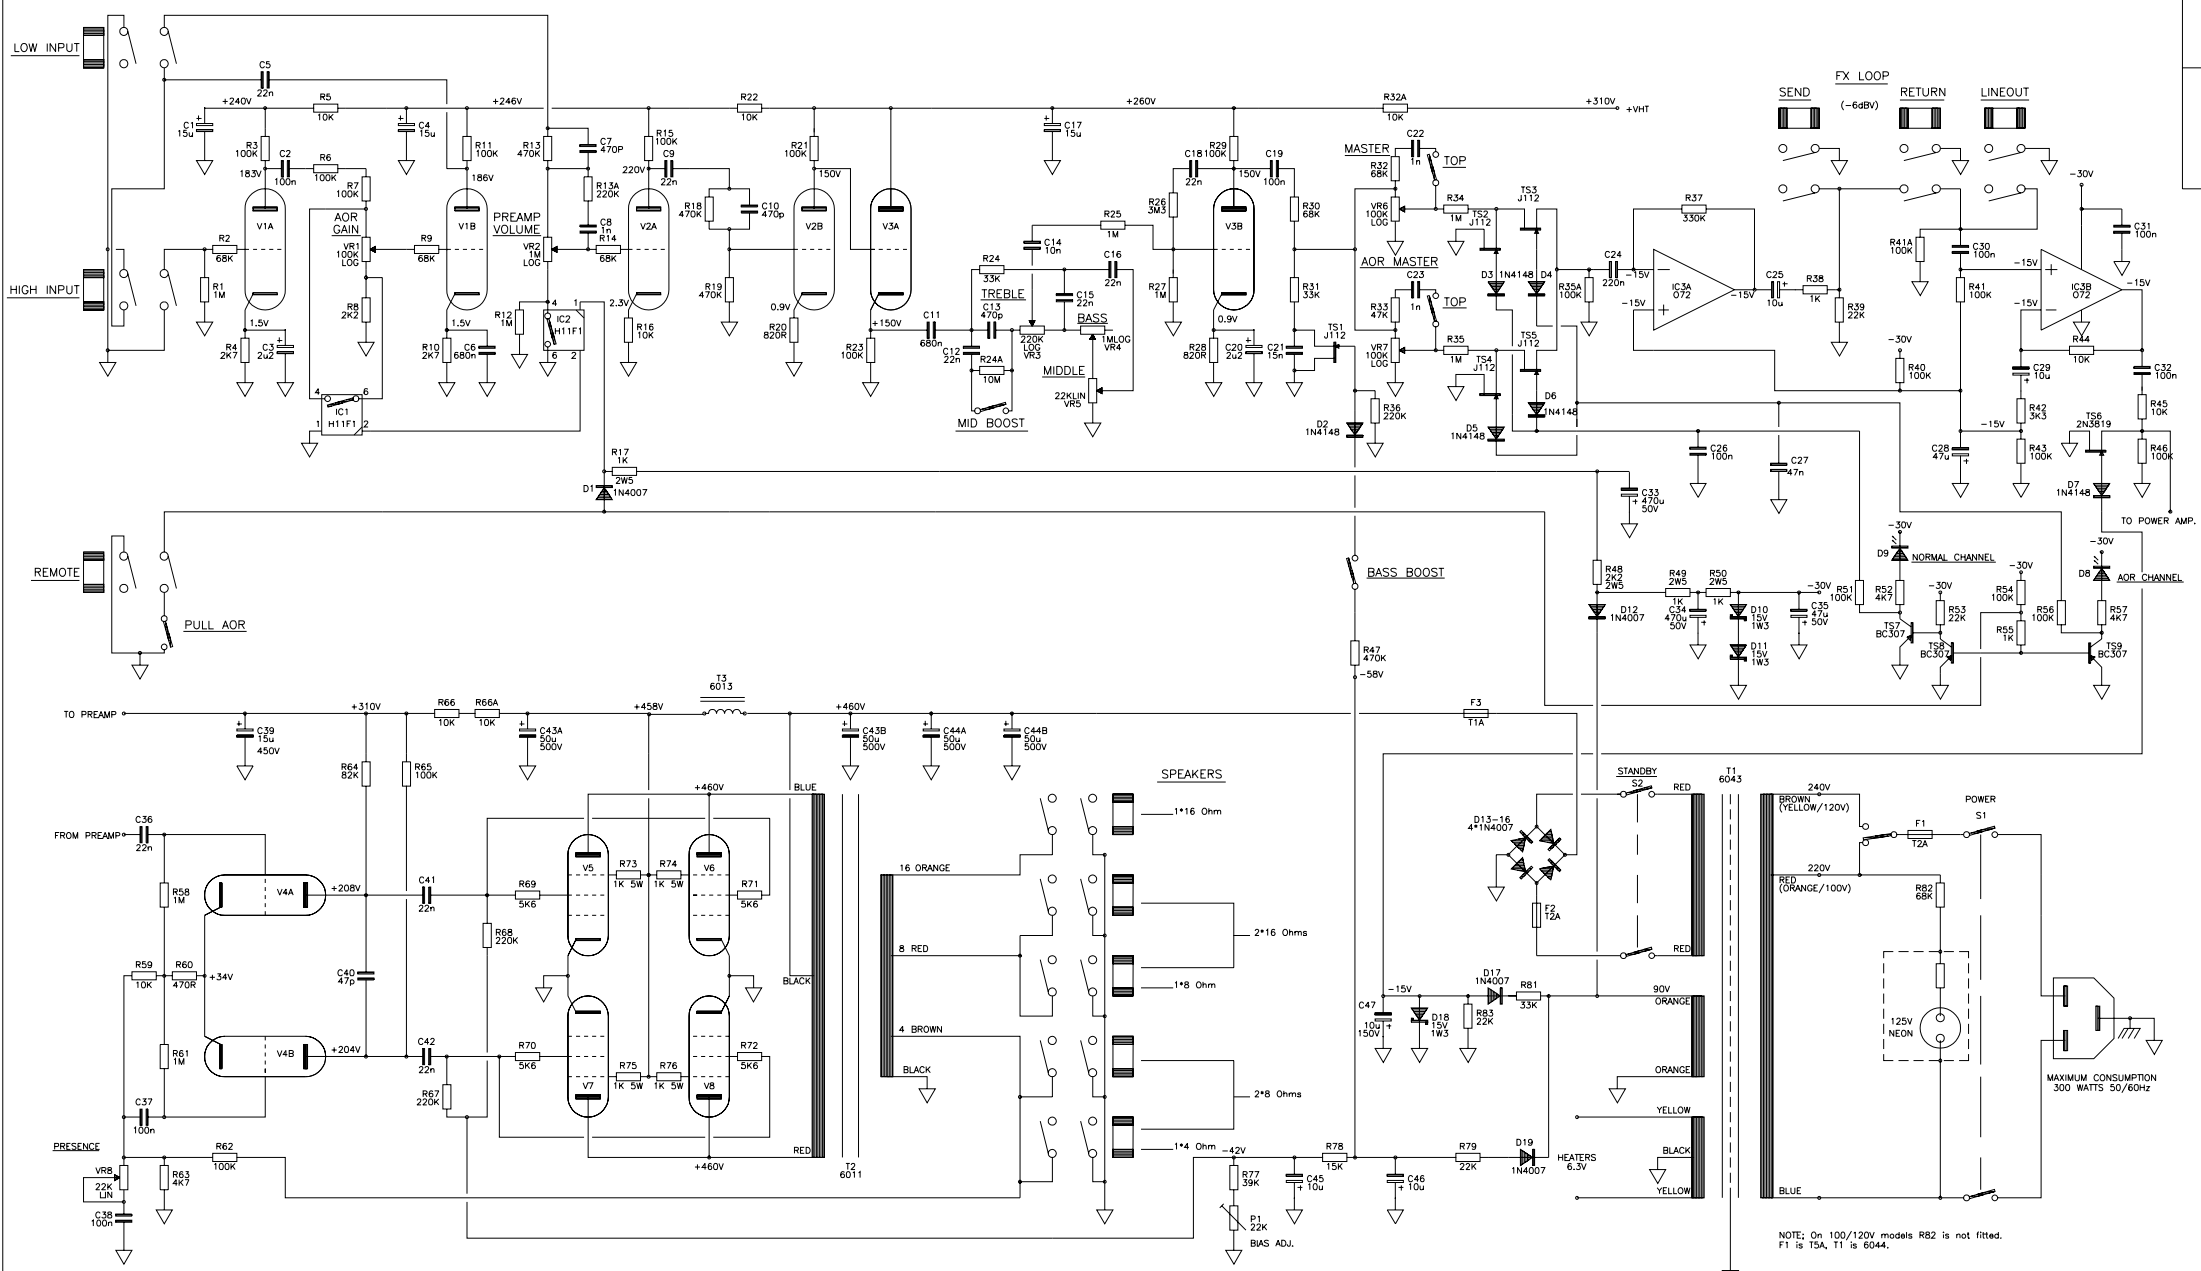 LOW INPUT
HIGH INPUT
C5
22n
+240V
R5
10K
+246V
C1
15u
C4
15u
R3
100K
C2
100n
R6
100K
R7
100K
183V
V1A
R2
68K
R1
1M
1.5V
R4
2K7
C3
2u2
AOR
GAIN
VR1
100K
LOG
R8
2K2
R9
68K
R11
100K
186V
V1B
1.5V
R10
2K7
C6
680n
4
6
IC1
1
H11F1
2
R13
470K
C7
470P
R13A
220K
C8
1n
PREAMP
VOLUME
VR2
1M
LOG
R14
68K
R12
1M
4
1
IC2
H11F1
6
2
R15
100K
220V
C9
22n
V2A
2.3V
R16
10K
R22
10K
R18
470K
C10
470p
R19
470K
R21
100K
150V
V2B
0.9V
R20
820R
V3A
+150V
R23
100K
C11
680n
C12
22n
R24
33K
TREBLE
C13
470p
R24A
10M
MID BOOST
220K
LOG
VR3
C14
10n
R25
1M
C15
22n
C16
22n
BASS
1MLOG
VR4
MIDDLE
22KLIN
VR5
C17
15u
+260V
C18
22n
R29
100K
C19
100n
150V
R26
3M3
R27
1M
V3B
0.9V
R28
820R
C20
2u2
C21
15n
R30
68K
R31
33K
TS1
J112
R32A
10K
+310V
+VHT
MASTER
C22
1n
TOP
R32
68K
VR6
100K
LOG
R34
1M
TS2
J112
TS3
J112
AOR MASTER
C23
1n
TOP
R33
47K
VR7
100K
LOG
R35
1M
D3
1N4148
D4
TS4
J112
TS5
J112
D6
1N4148
D5
1N4148
R36
220K
D2
1N4148
C24
220n
R35A
100K
R37
330K
-15V
-15V
IC3A
072
-15V
C25
10u
R38
1K
R39
22K
FX LOOP
(-6dBV)
SEND
RETURN
LINEOUT
R41A
100K
C30
100n
R41
100K
-30V
R40
100K
-30V
C31
100n
-15V
-15V
IC3B
072
R44
10K
C29
10u
R42
3K3
R43
100K
-15V
C28
47u
C32
100n
R45
10K
R46
100K
TS6
2N3819
D7
1N4148
TO POWER AMP.
C26
100n
C27
47n
R17
1K
2W5
D1
1N4007
C33
470u
50V
REMOTE
PULL AOR
BASS BOOST
R47
470K
-58V
R48
2K2
2W5
D12
1N4007
R49
2W5
1K
R50
2W5
1K
C34
470u
50V
D10
15V
1W3
D11
15V
1W3
C35
47u
50V
-30V
R51
100K
R52
4K7
-30V
D9
NORMAL CHANNEL
TS7
BC307
-30V
R53
22K
TS8
BC307
-30V
R54
100K
R55
1K
R56
100K
-30V
D8
AOR CHANNEL
R57
4K7
TS9
BC307
TO PREAMP
C39
15u
450V
+310V
R64
82K
R65
100K
R66
10K
R66A
10K
C43A
50u
500V
+458V
T3
6013
+460V
C43B
50u
500V
C44A
50u
500V
C44B
50u
500V
F3
T1A
FROM PREAMP
C36
22n
R58
1M
V4A
+208V
R59
10K
R60
470R
+34V
C40
47p
R61
1M
V4B
+204V
C37
100n
PRESENCE
VR8
22K
LIN
R63
4K7
R62
100K
C38
100n
C41
22n
R68
220K
C42
22n
R67
220K
R69
5K6
R70
5K6
V5
V6
V7
V8
+460V
+460V
R73
1K 5W
R74
1K 5W
R75
1K 5W
R76
1K 5W
R71
5K6
R72
5K6
BLUE
BLACK
RED
T2
6011
16 ORANGE
8 RED
4 BROWN
BLACK
SPEAKERS
1*16 Ohm
2*16 Ohms
1*8 Ohm
2*8 Ohms
1*4 Ohm
-42V
R77
39K
P1
22K
BIAS ADJ.
C45
10u
R78
15K
C46
10u
R79
22K
D19
1N4007
C47
10u
150V
-15V
D18
15V
1W3
R83
22K
D17
1N4007
R81
33K
D13-16
4*1N4007
F2
T2A
STANDBY
S2
RED
RED
T1
6043
90V
ORANGE
ORANGE
YELLOW
BLACK
YELLOW
HEATERS
6.3V
240V
BROWN
(YELLOW/120V)
220V
RED
(ORANGE/100V)
BLUE
F1
T2A
POWER
S1
R82
68K
125V
NEON
MAXIMUM CONSUMPTION
300 WATTS 50/60Hz
NOTE; On 100/120V models R82 is not fitted.
F1 is T5A, T1 is 6044.